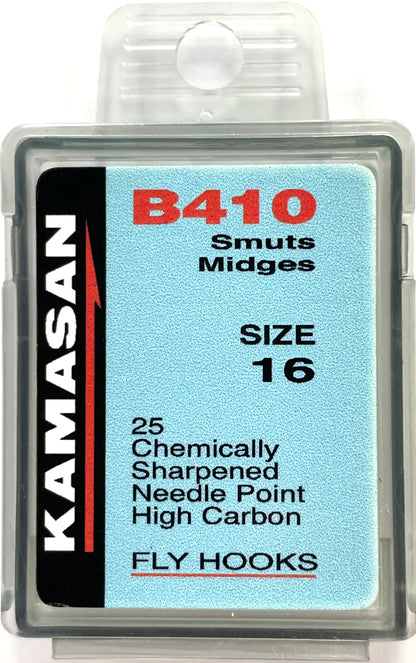 KAMASAN
B410
Smuts
Midges
SIZE
16
25
Chemically
Sharpened
Needle Point
High Carbon
FLY HOOKS